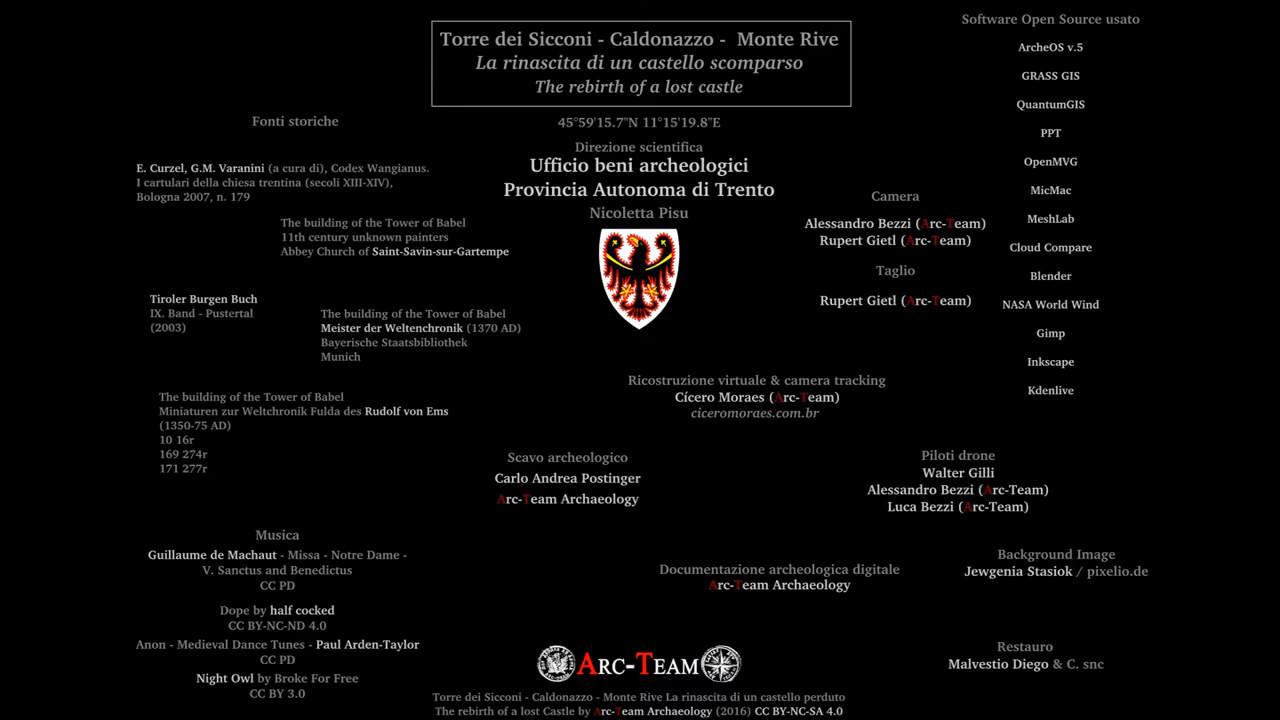 Torre dei Sicconi - Caldonazzo - Monte Rive
La rinascita di un castello scomparso
The rebirth of a lost castle
45°59'15.7"N 11°15'19.8"E
Direzione scientifica
Ufficio beni archeologici
Provincia Autonoma di Trento
Nicoletta Pisu
Fonti storiche
E. Curzel, G.M. Varanini (a cura di), Codex Wangianus.
I cartulari della chiesa trentina (secoli XIII-XIV),
Bologna 2007, n. 179
The building of the Tower of Babel
11th century unknown painters
Abbey Church of Saint-Savin-sur-Gartempe
Tiroler Burgen Buch
IX. Band - Pustertal
(2003)
The building of the Tower of Babel
Meister der Weltenchronik (1370 AD)
Bayerische Staatsbibliothek
Munich
The building of the Tower of Babel
Miniaturen zur Weltchronik Fulda des Rudolf von Ems
(1350-75 AD)
10 16r
169 274r
171 277r
Camera
Alessandro Bezzi (Arc-Team)
Rupert Gietl (Arc-Team)
Taglio
Rupert Gietl (Arc-Team)
Software Open Source usato
ArcheOS v.5
GRASS GIS
QuantumGIS
PPT
OpenMVG
MicMac
MeshLab
Cloud Compare
Blender
NASA World Wind
Gimp
Inkscape
Kdenlive
Ricostruzione virtuale & camera tracking
Cícero Moraes (Arc-Team)
ciceromoraes.com.br
Scavo archeologico
Carlo Andrea Postinger
Arc-Team Archaeology
Piloti drone
Walter Gilli
Alessandro Bezzi (Arc-Team)
Luca Bezzi (Arc-Team)
Musica
Guillaume de Machaut - Missa - Notre Dame -
V. Sanctus and Benedictus
CC PD
Dope by half cocked
CC BY-NC-ND 4.0
Anon - Medieval Dance Tunes - Paul Arden-Taylor
CC PD
Night Owl by Broke For Free
CC BY 3.0
Documentazione archeologica digitale
Arc-Team Archaeology
Background Image
Jewgenia Stasiok / pixelio.de
Restauro
Malvestio Diego & C. snc
ARC-TEAM
Torre dei Sicconi - Caldonazzo - Monte Rive La rinascita di un castello perduto
The rebirth of a lost Castle by Arc-Team Archaeology (2016) CC BY-NC-SA 4.0